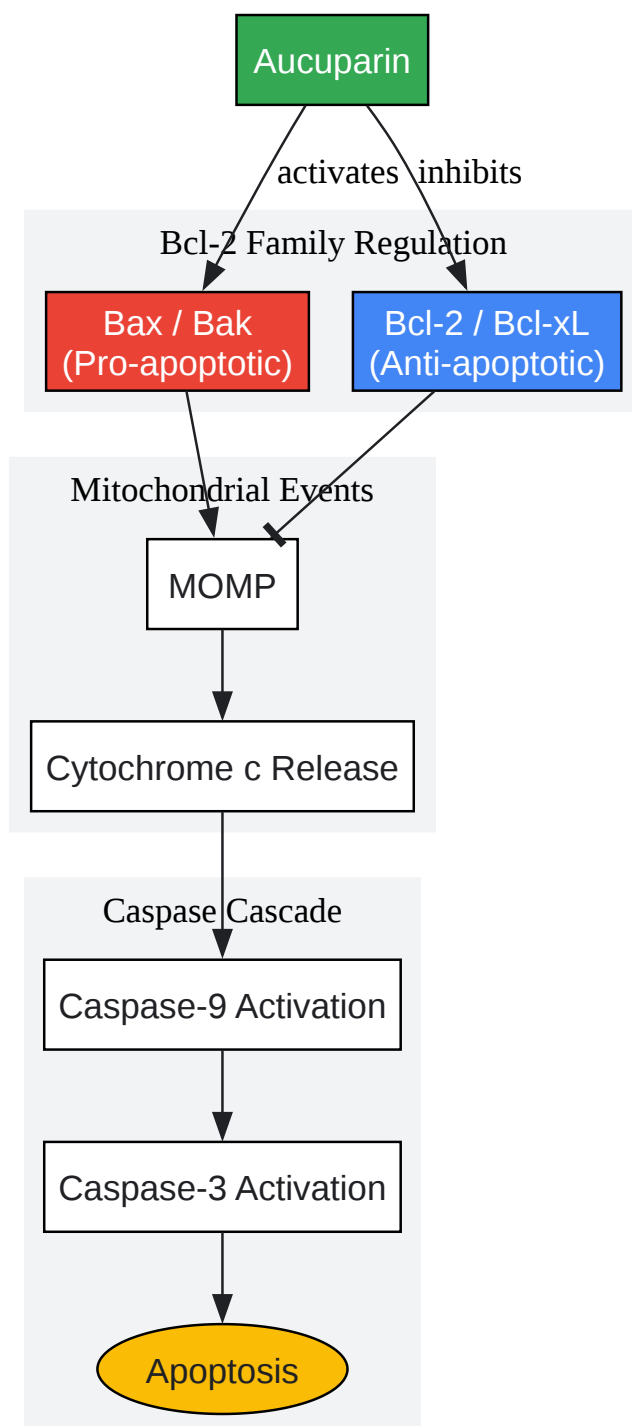 Aucuparin
activates inhibits
Bcl-2 Family Regulation
Bax / Bak
(Pro-apoptotic)
Bcl-2 / Bcl-xL
(Anti-apoptotic)
Mitochondrial Events
MOMP
Cytochrome c Release
Caspase Cascade
Caspase-9 Activation
Caspase-3 Activation
Apoptosis